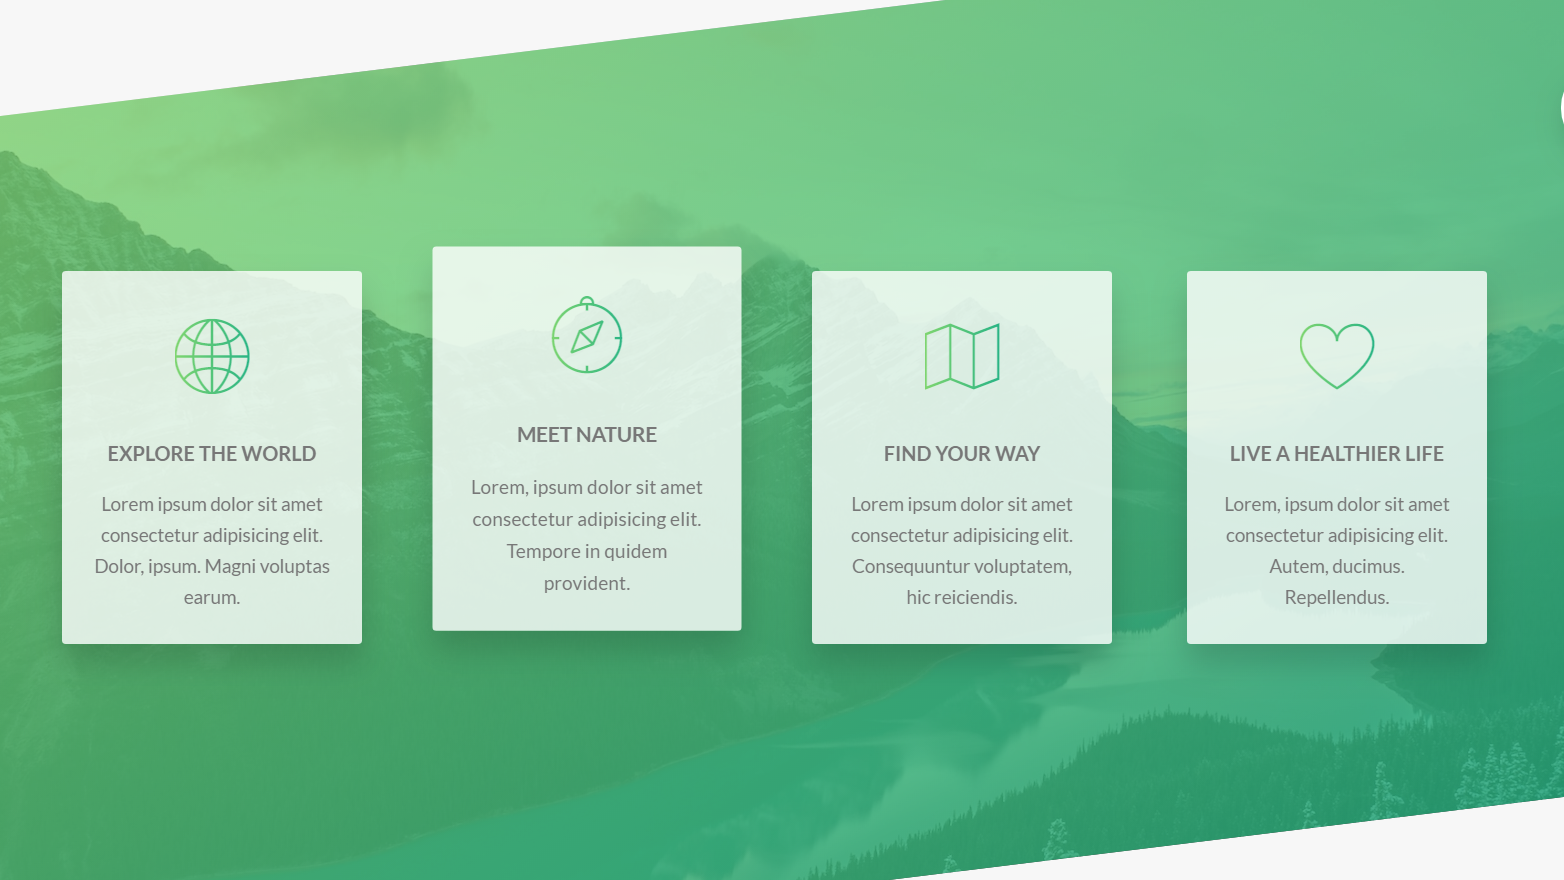 EXPLORE THE WORLD
Lorem ipsum dolor sit amet
consectetur adipisicing elit.
Dolor, ipsum. Magni voluptas
earum.
MEET NATURE
Lorem, ipsum dolor sit amet
consectetur adipisicing elit.
Tempore in quidem
provident.
FIND YOUR WAY
Lorem ipsum dolor sit amet
consectetur adipisicing elit.
Consequuntur voluptatem,
hic reiciendis.
LIVE A HEALTHIER LIFE
Lorem, ipsum dolor sit amet
consectetur adipisicing elit.
Autem, ducimus.
Repellendus.